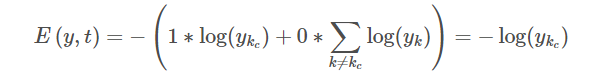 E(y, t) = −(1 ∗ log(y_{k_c}) + 0 ∗ ∑_{k≠k_c} log(y_k)) = −log(y_{k_c})